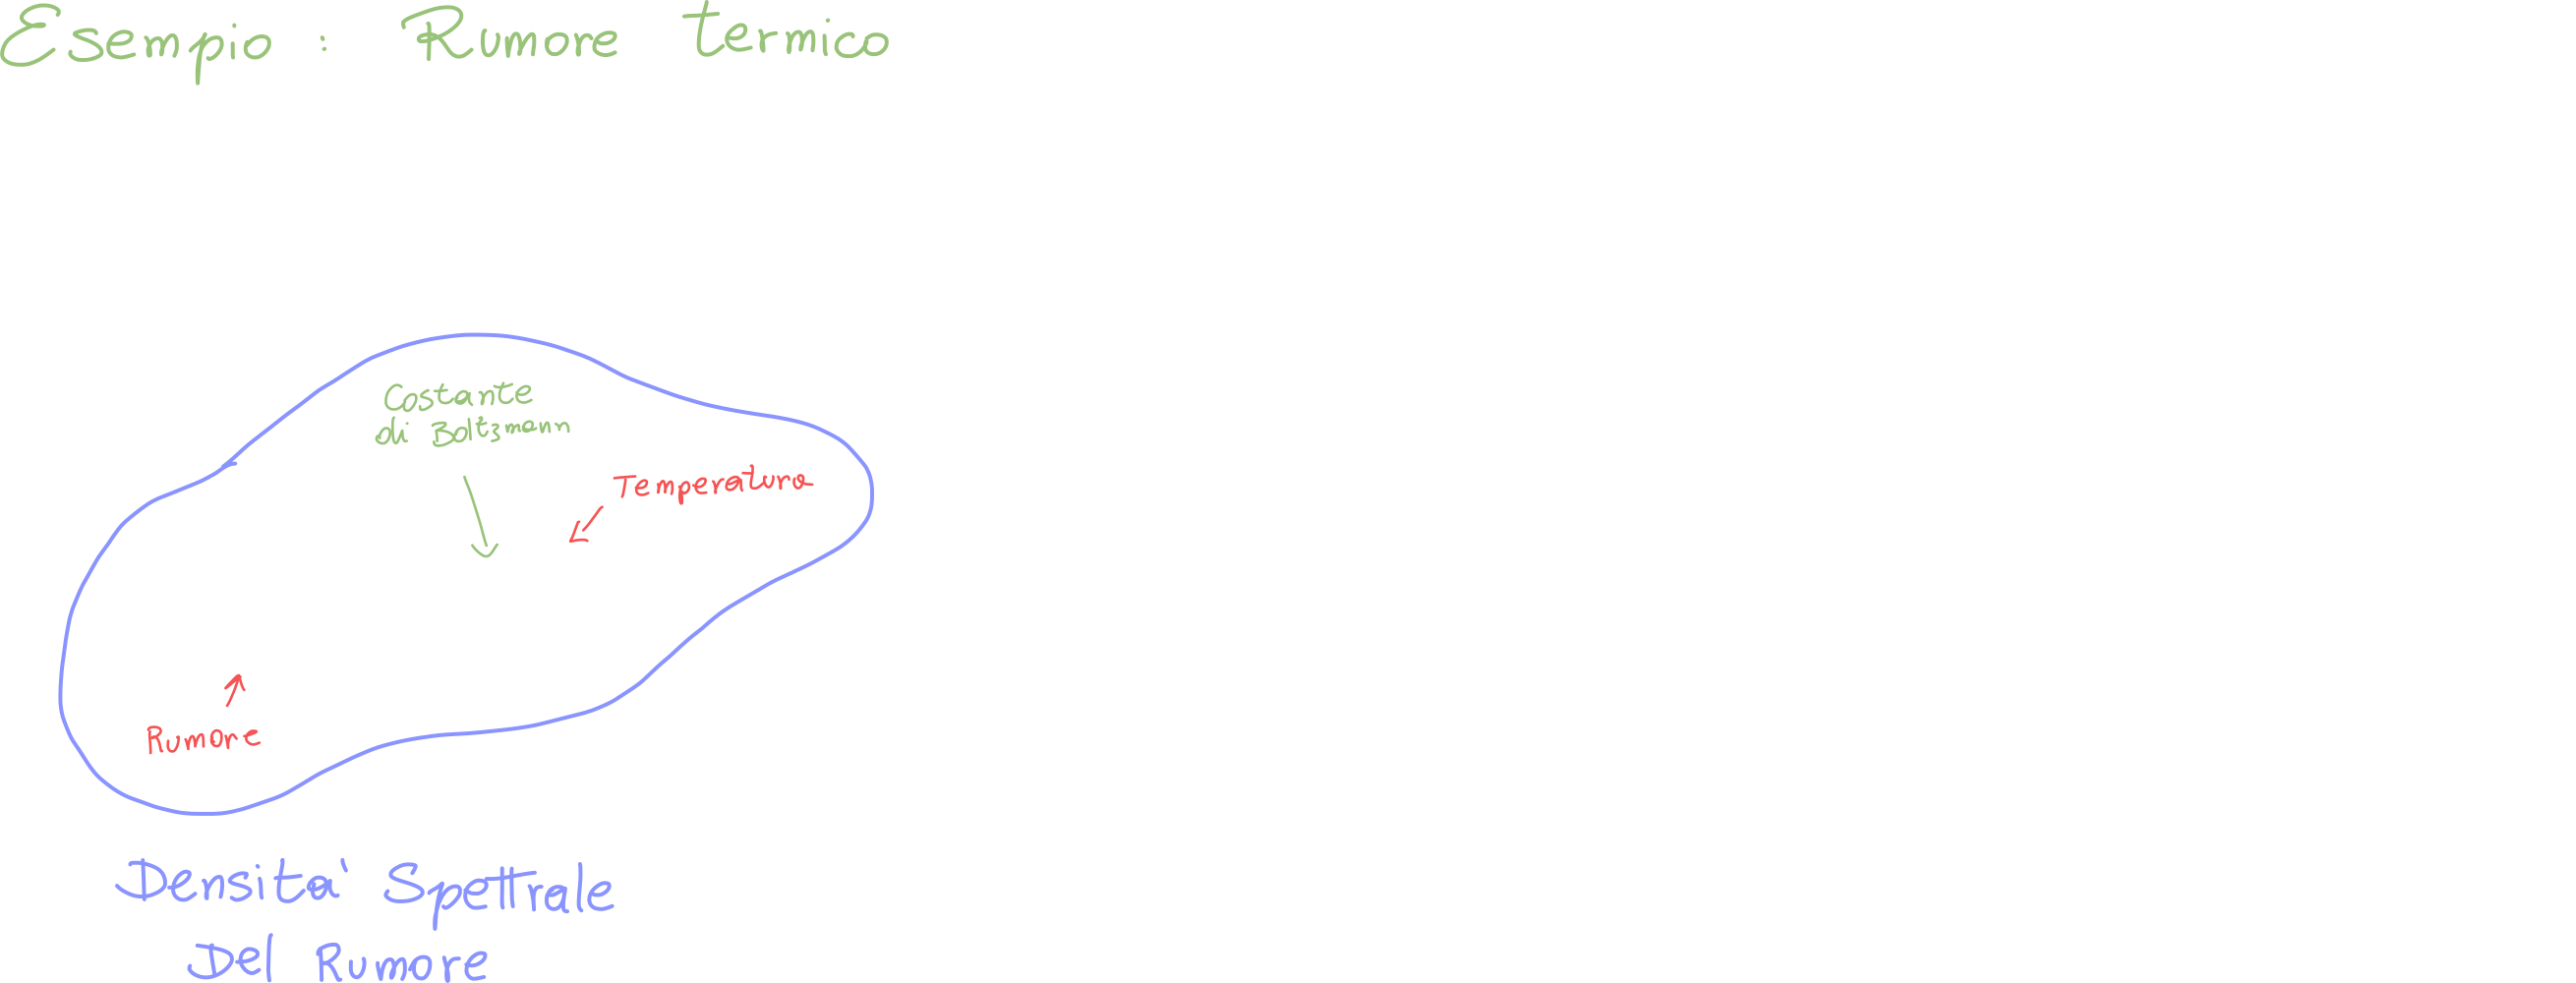 Esempio : Rumore termico
Costante
di Boltzmann
Temperatura
Rumore
Densita' Spettrale
Del Rumore